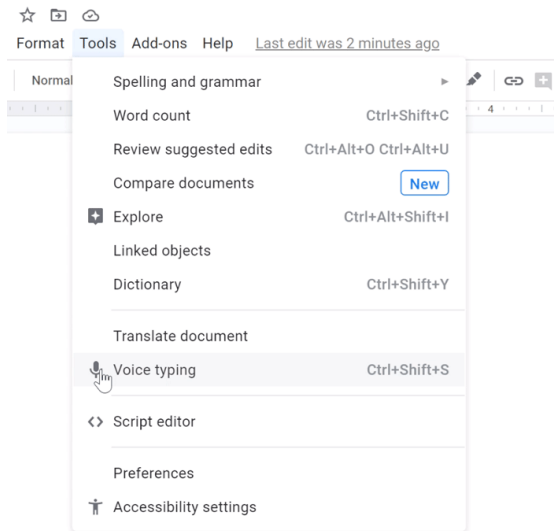 Format Tools Add-ons Help Last edit was 2 minutes ago
Normal
4
Spelling and grammar
Word count Ctrl+Shift+C
Review suggested edits Ctrl+Alt+O Ctrl+Alt+U
Compare documents New
Explore Ctrl+Alt+Shift+I
Linked objects
Dictionary Ctrl+Shift+Y
Translate document
Voice typing Ctrl+Shift+S
Script editor
Preferences
Accessibility settings